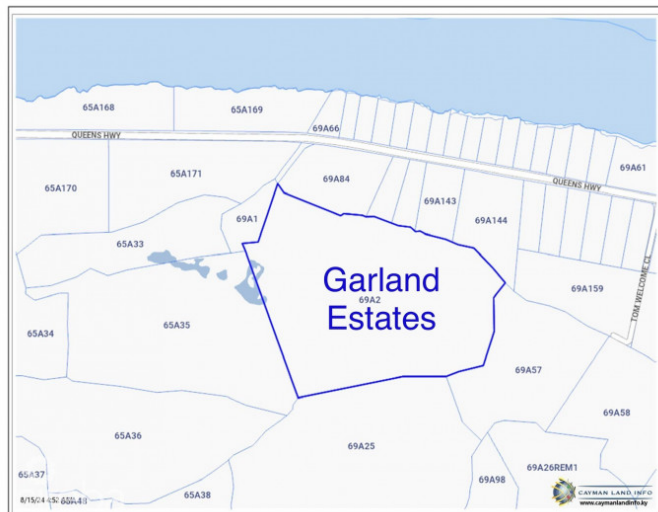 65A168
65A169
69A66
QUEENS HWY
69A61
65A170
65A171
69A84
QUEENS HWY
69A143
69A1
69A144
65A33
TOM WELCOME CL
Garland
69A2
Estates
69A159
65A34
65A35
69A57
69A58
65A36
69A25
65A37
69A98
69A26REM1
65A38
CAYMAN LAND INFO
www.caymanlandinfo.ky